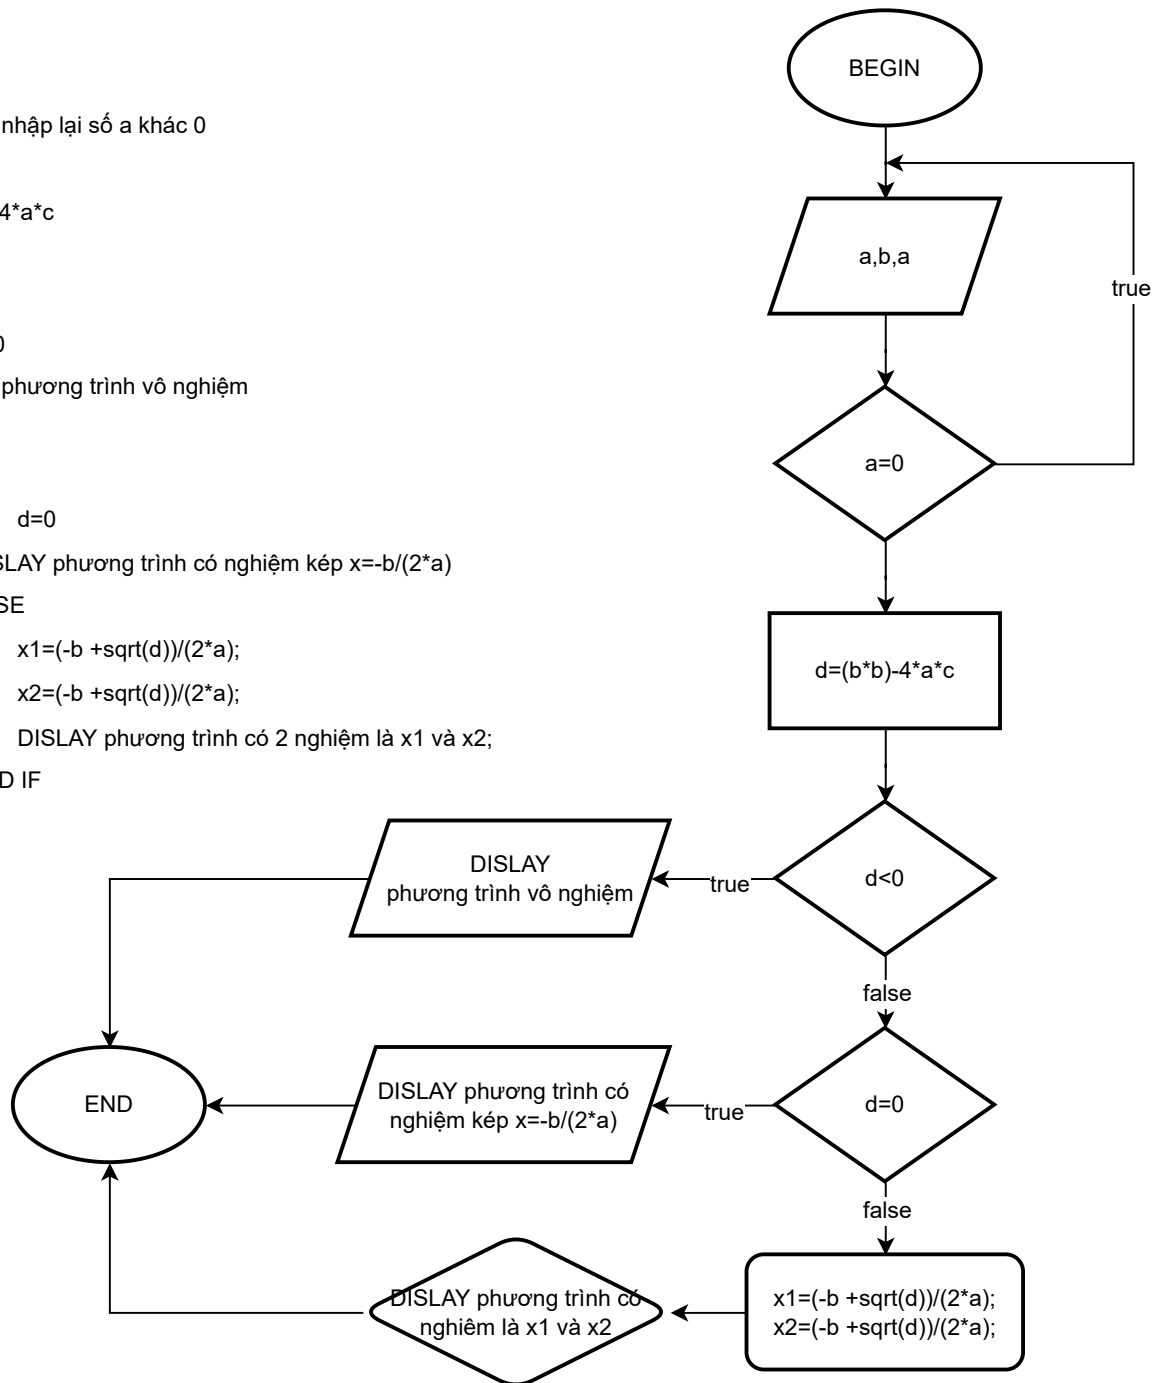 nhập lại số a khác 0
4*a*c
0
phương trình vô nghiệm
d=0
SLAY phương trình có nghiệm kép x=-b/(2*a)
SE
x1=(-b +sqrt(d))/(2*a);
x2=(-b +sqrt(d))/(2*a);
DISLAY phương trình có 2 nghiệm là x1 và x2;
D IF
BEGIN
a,b,a
true
a=0
d=(b*b)-4*a*c
d<0
true
DISLAY
phương trình vô nghiệm
false
d=0
true
DISLAY phương trình có
nghiệm kép x=-b/(2*a)
END
false
x1=(-b +sqrt(d))/(2*a);
x2=(-b +sqrt(d))/(2*a);
DISLAY phương trình có
nghiêm là x1 và x2